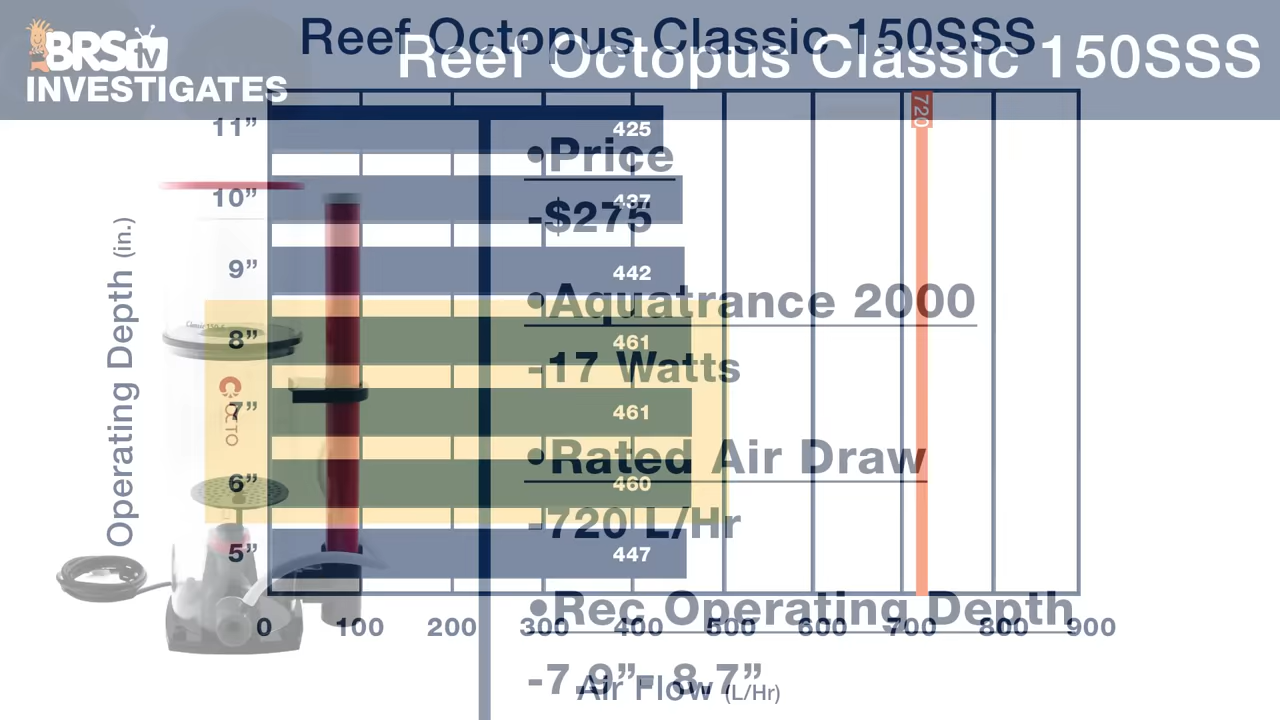 Reef Octopus Classic 150SSS
Reef Octopus Classic 150SSS
BRStv
INVESTIGATES
720
11” 425
•Price
10” 437
-$275
9” 442
•Aquatrance 2000
8” 461
-17 Watts
7” 461
OCTO
•Rated Air Draw
6” 460
-720 L/Hr
5” 447
Operating Depth (in.)
•Rec Operating Depth
0 100 200 300 400 500 600 700 800 900
-7.9”- 8.7”
Air Flow (L/Hr)